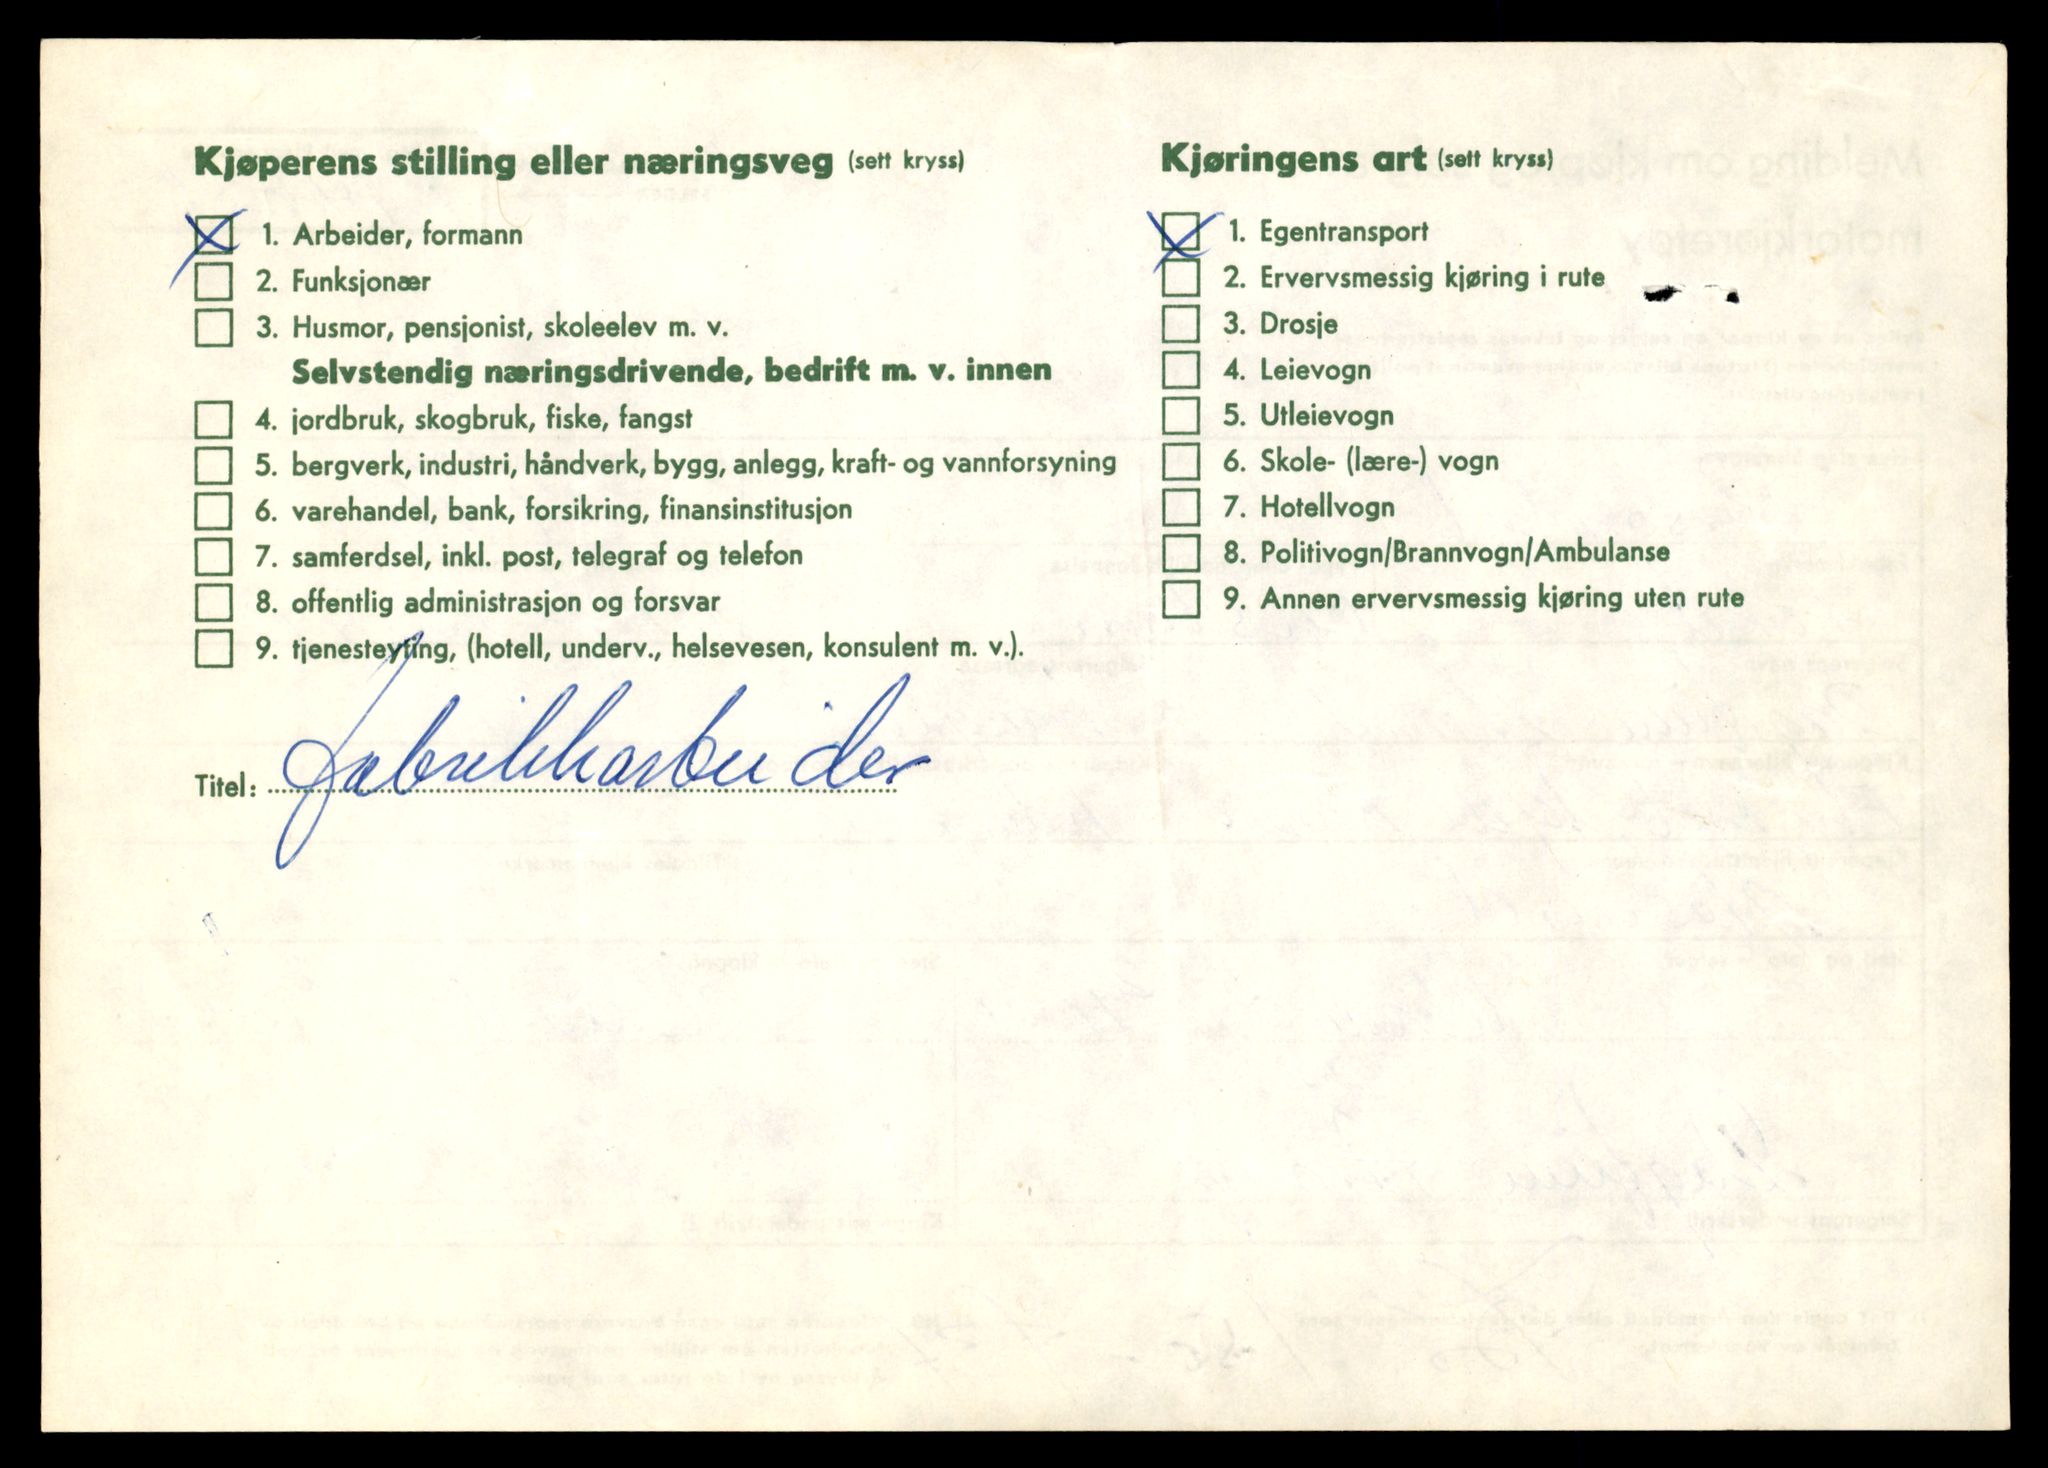 Kjøperens stilling eller næringsveg (sett kryss)
1. Arbeider, formann
2. Funksjonær
3. Husmor, pensjonist, skoleelev m. v.
Selvstendig næringsdrivende, bedrift m. v. innen
4. jordbruk, skogbruk, fiske, fangst
5. bergverk, industri, håndverk, bygg, anlegg, kraft- og vannforsyning
6. varehandel, bank, forsikring, finansinstitusjon
7. samferdsel, inkl. post, telegraf og telefon
8. offentlig administrasjon og forsvar
9. tjenesteyting, (hotell, underv., helsevesen, konsulent m. v.).
Titel: Fabrikkarbeider
Kjøringens art (sett kryss)
1. Egentransport
2. Ervervsmessig kjøring i rute
3. Drosje
4. Leievogn
5. Utleievogn
6. Skole- (lære-) vogn
7. Hotellvogn
8. Politivogn/Brannvogn/Ambulanse
9. Annen ervervsmessig kjøring uten rute